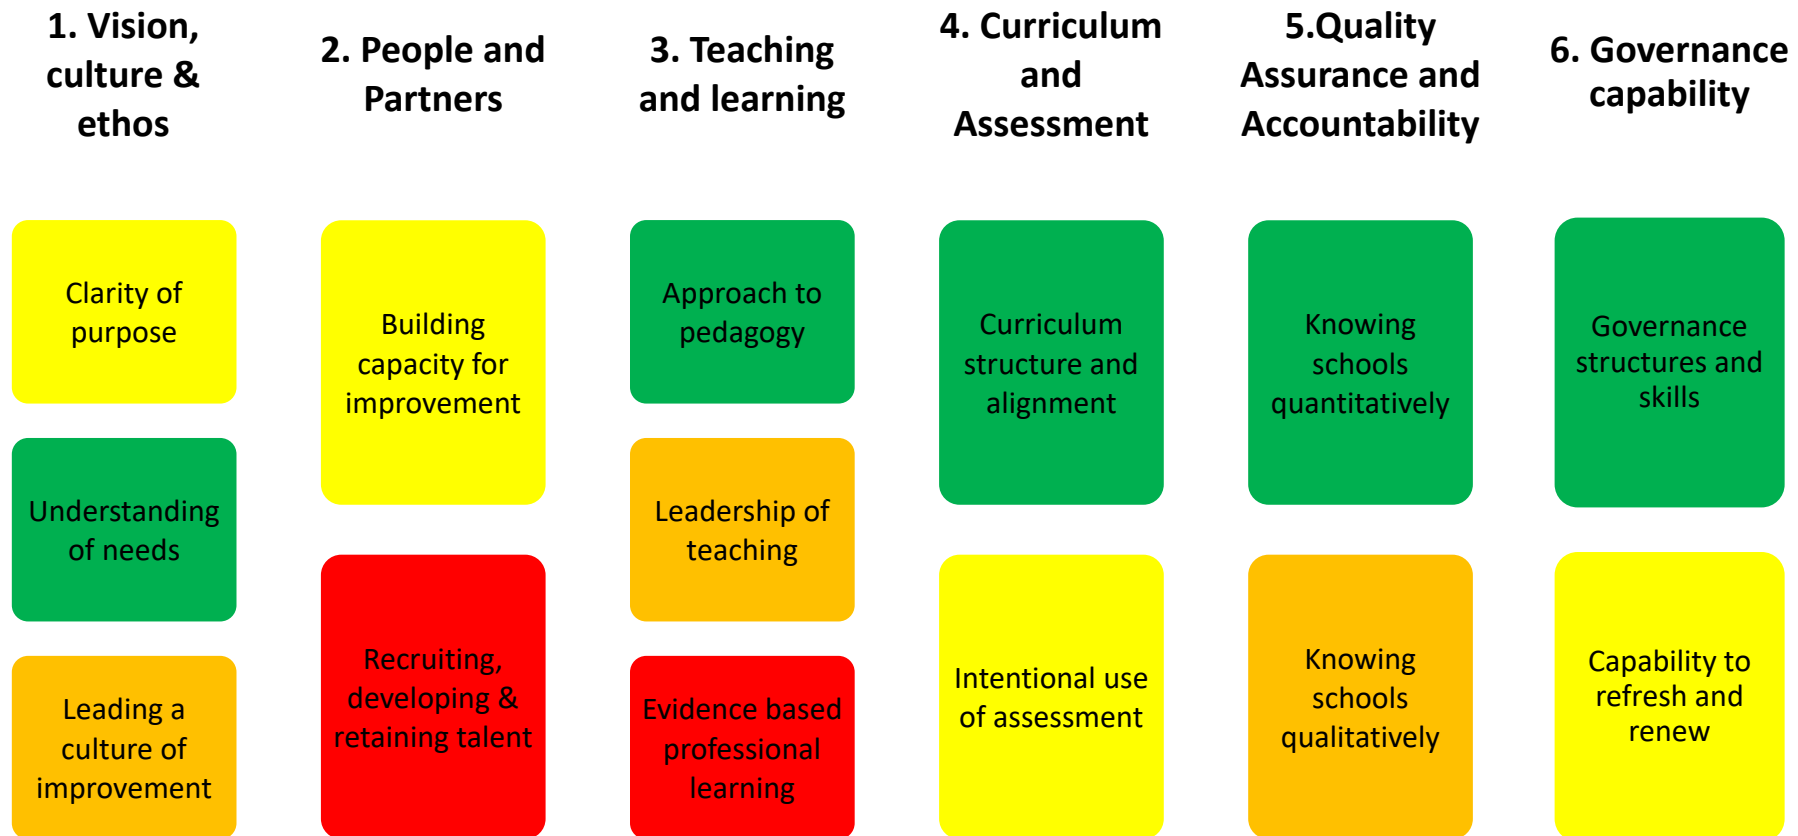 1. Vision,
culture &
ethos
2. People and
Partners
3. Teaching
and learning
4. Curriculum
and
Assessment
5.Quality
Assurance and
Accountability
6. Governance
capability
Clarity of
purpose
Understanding
of needs
Leading a
culture of
improvement
Building
capacity for
improvement
Recruiting,
developing &
retaining talent
Approach to
pedagogy
Leadership of
teaching
Evidence based
professional
learning
Curriculum
structure and
alignment
Intentional use
of assessment
Knowing
schools
quantitatively
Knowing
schools
qualitatively
Governance
structures and
skills
Capability to
refresh and
renew